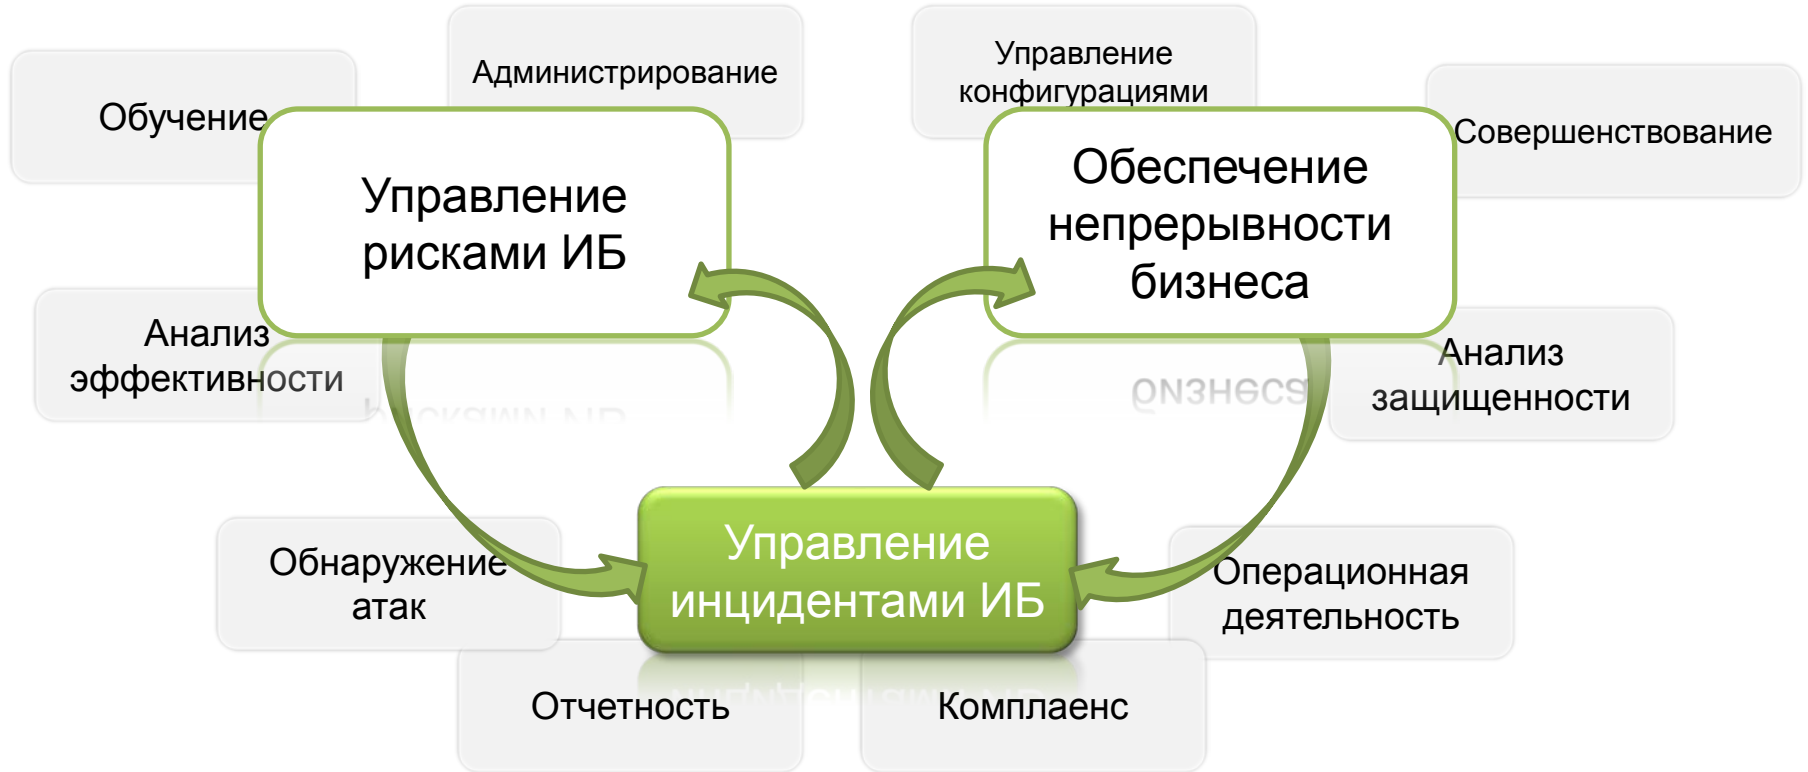 Обучение
Администрирование
Управление
конфигурациями
Совершенствование
Управление
рисками ИБ
Обеспечение
непрерывности
бизнеса
Анализ
эффективности
Анализ
защищенности
Обнаружение
атак
Управление
инцидентами ИБ
Операционная
деятельность
Отчетность
Комплаенс